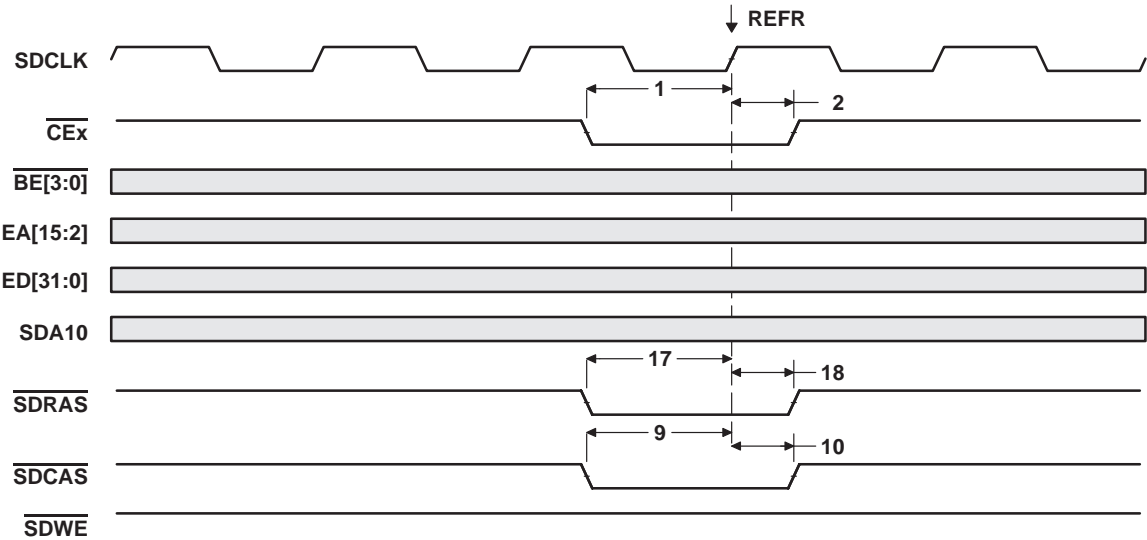 REFR
SDCLK
1
2
CEx
BE[3:0]
EA[15:2]
ED[31:0]
SDA10
17
18
SDRAS
9
10
SDCAS
SDWE